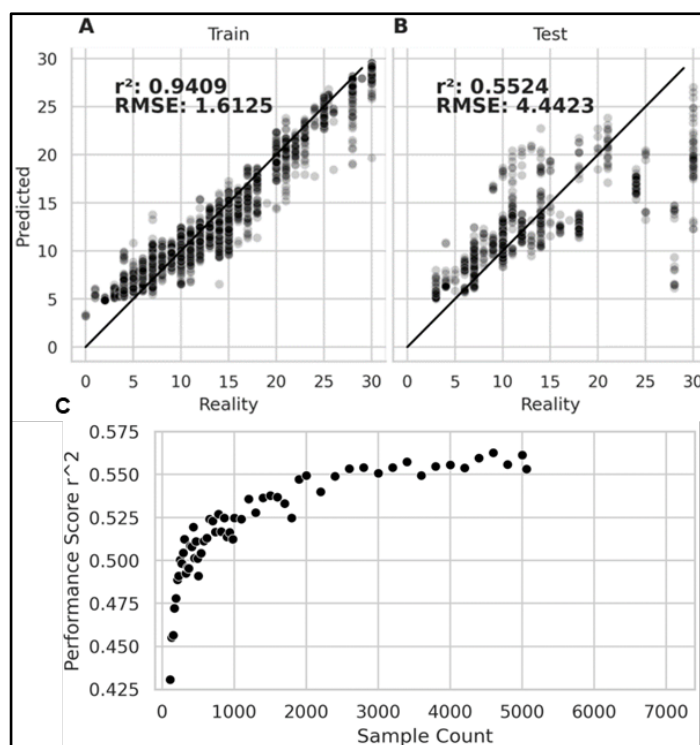 A Train
B Test
r²: 0.9409
RMSE: 1.6125
r²: 0.5524
RMSE: 4.4423
Predicted
30
25
20
15
10
5
0
0 5 10 15 20 25 30
0 5 10 15 20 25 30
Reality
Reality
C
Performance Score r^2
0.575
0.550
0.525
0.500
0.475
0.450
0.425
0 1000 2000 3000 4000 5000 6000 7000
Sample Count